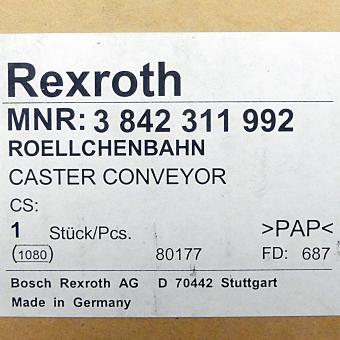 Rexroth
MNR: 3 842 311 992
ROELLCHENBAHN
CASTER CONVEYOR
CS:
1 Stück/Pcs. >PAP<
(1080) 80177 FD: 687
Bosch Rexroth AG D 70442 Stuttgart
Made in Germany